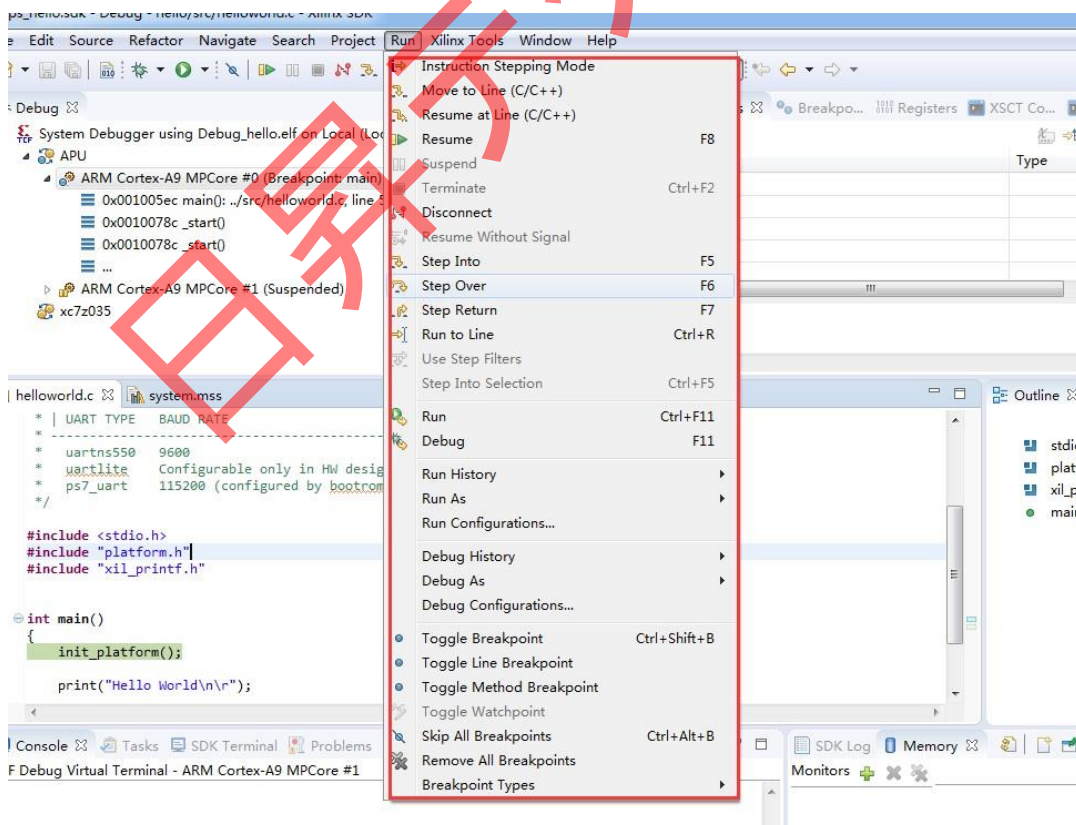 ps_hello.sdk - Debug - hello/src/helloworld.c - Xilinx SDK
Edit Source Refactor Navigate Search Project Run Xilinx Tools Window Help
Debug
System Debugger using Debug_hello.elf on Local
APU
ARM Cortex-A9 MPCore #0 (Breakpoint: main)
0x001005ec main(): ../src/helloworld.c, line
0x0010078c _start()
0x0010078c _start()
...
ARM Cortex-A9 MPCore #1 (Suspended)
xc7z035
Instruction Stepping Mode
Move to Line (C/C++)
Resume at Line (C/C++)
Resume F8
Suspend
Terminate Ctrl+F2
Disconnect
Resume Without Signal
Step Into F5
Step Over F6
Step Return F7
Run to Line Ctrl+R
Use Step Filters
Step Into Selection Ctrl+F5
Run Ctrl+F11
Debug F11
Run History
Run As
Run Configurations...
Debug History
Debug As
Debug Configurations...
Toggle Breakpoint Ctrl+Shift+B
Toggle Line Breakpoint
Toggle Method Breakpoint
Toggle Watchpoint
Skip All Breakpoints Ctrl+Alt+B
Remove All Breakpoints
Breakpoint Types
Breakpo... Registers XSCT Co...
Type
helloworld.c system.mss
* | UART TYPE BAUD RATE
* ------------------------------------------------
* uartns550 9600
* uartlite Configurable only in HW desig
* ps7_uart 115200 (configured by bootrom
*/
#include <stdio.h>
#include "platform.h"
#include "xil_printf.h"
int main()
{
init_platform();
print("Hello World\n\r");
Outline
stdi
plat
xil_p
mai
Console Tasks SDK Terminal Problems
F Debug Virtual Terminal - ARM Cortex-A9 MPCore #1
SDK Log Memory
Monitors